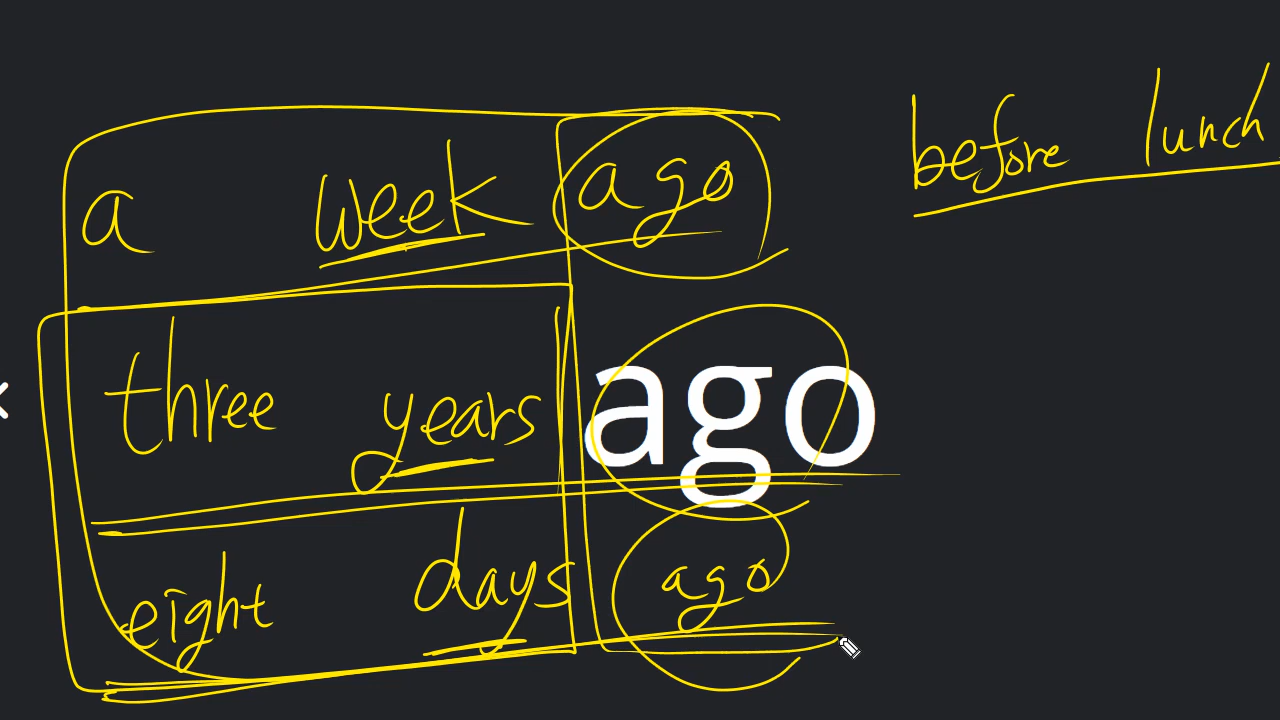 before lunch
a week ago
three years ago
eight days ago